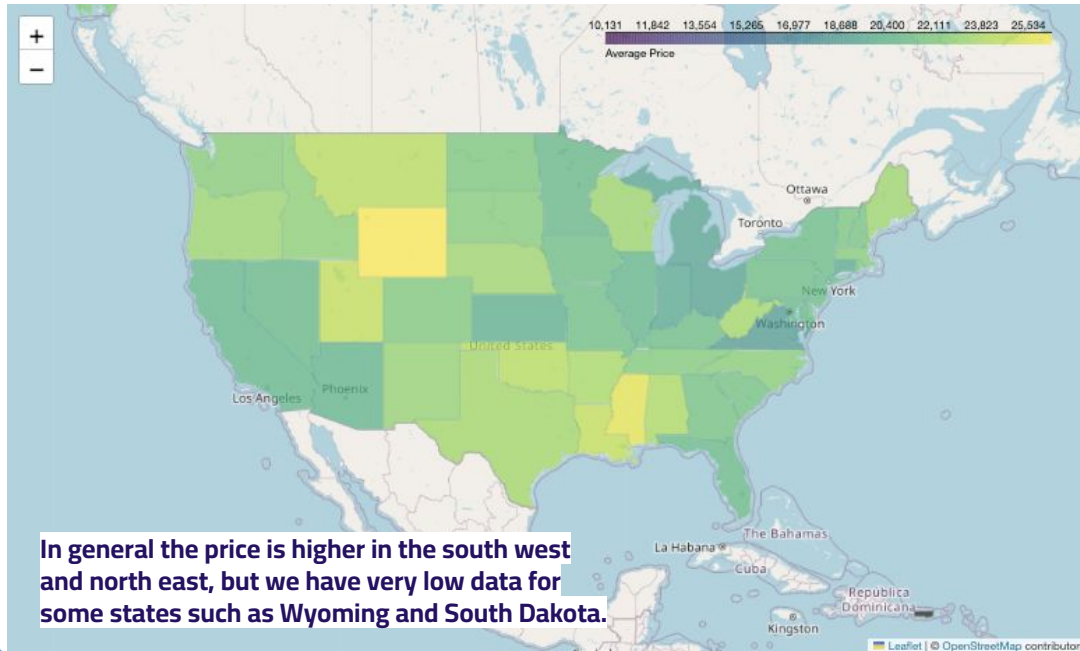 +
−
10,131 11,842 13,554 15,265 16,977 18,688 20,400 22,111 23,823 25,534
Average Price
Ottawa
Toronto
New York
Washington
United States
Phoenix
Los Angeles
The Bahamas
La Habana
Cuba
República
Dominicana
Kingston
In general the price is higher in the south west
and north east, but we have very low data for
some states such as Wyoming and South Dakota.
Leaflet | © OpenStreetMap contributor